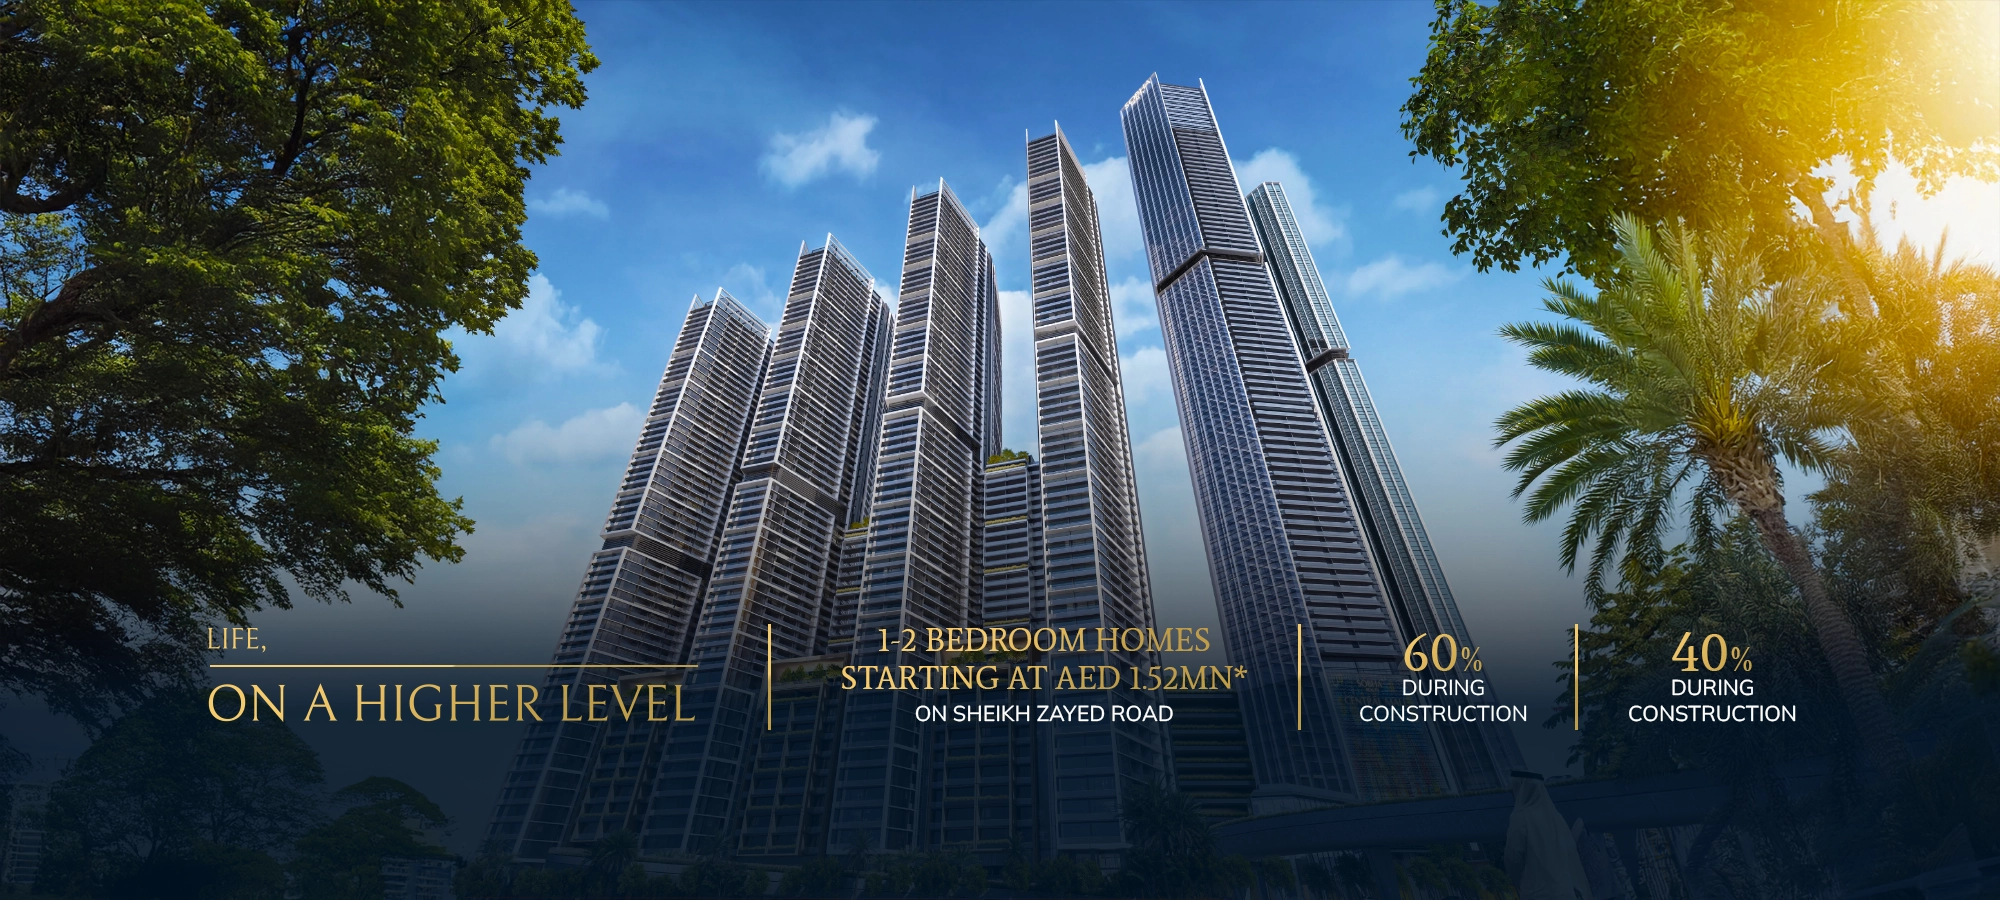 LIFE,
ON A HIGHER LEVEL
1-2 BEDROOM HOMES
STARTING AT AED 1.52MN*
ON SHEIKH ZAYED ROAD
60%
DURING
CONSTRUCTION
40%
DURING
CONSTRUCTION